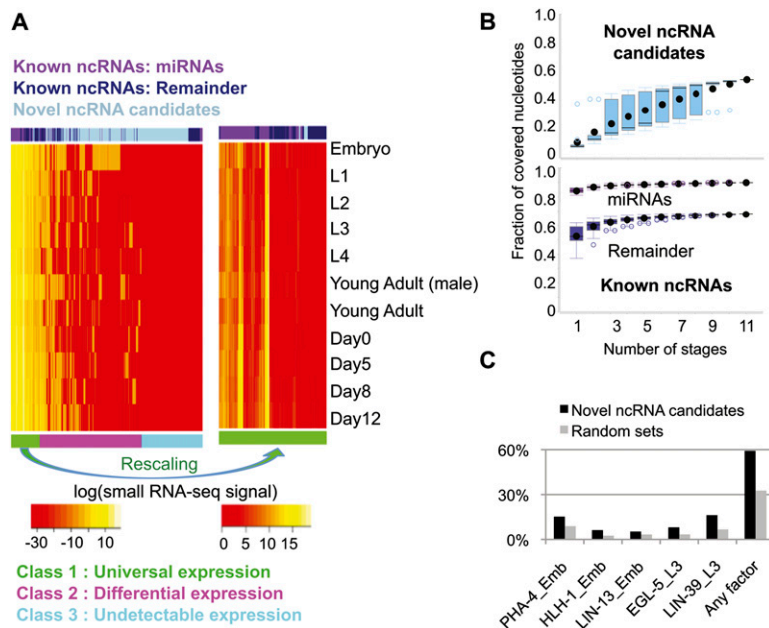 A
Known ncRNAs: miRNAs
Known ncRNAs: Remainder
Novel ncRNA candidates
Embryo
L1
L2
L3
L4
Young Adult (male)
Young Adult
Day0
Day5
Day8
Day12
Rescaling
log(small RNA-seq signal)
-30 -10 10
0 5 10 15
Class 1 : Universal expression
Class 2 : Differential expression
Class 3 : Undetectable expression
B
Fraction of covered nucleotides
1.0
0.8
0.6
0.4
0.2
0.0
Novel ncRNA
candidates
1.0
0.8
0.6
0.4
0.2
0.0
miRNAs
Remainder
Known ncRNAs
1 3 5 7 9 11
Number of stages
C
Novel ncRNA candidates
Random sets
60%
30%
0%
PHA-4_Emb
HLH-1_Emb
LIN-13_Emb
EGL-5_L3
LIN-39_L3
Any factor